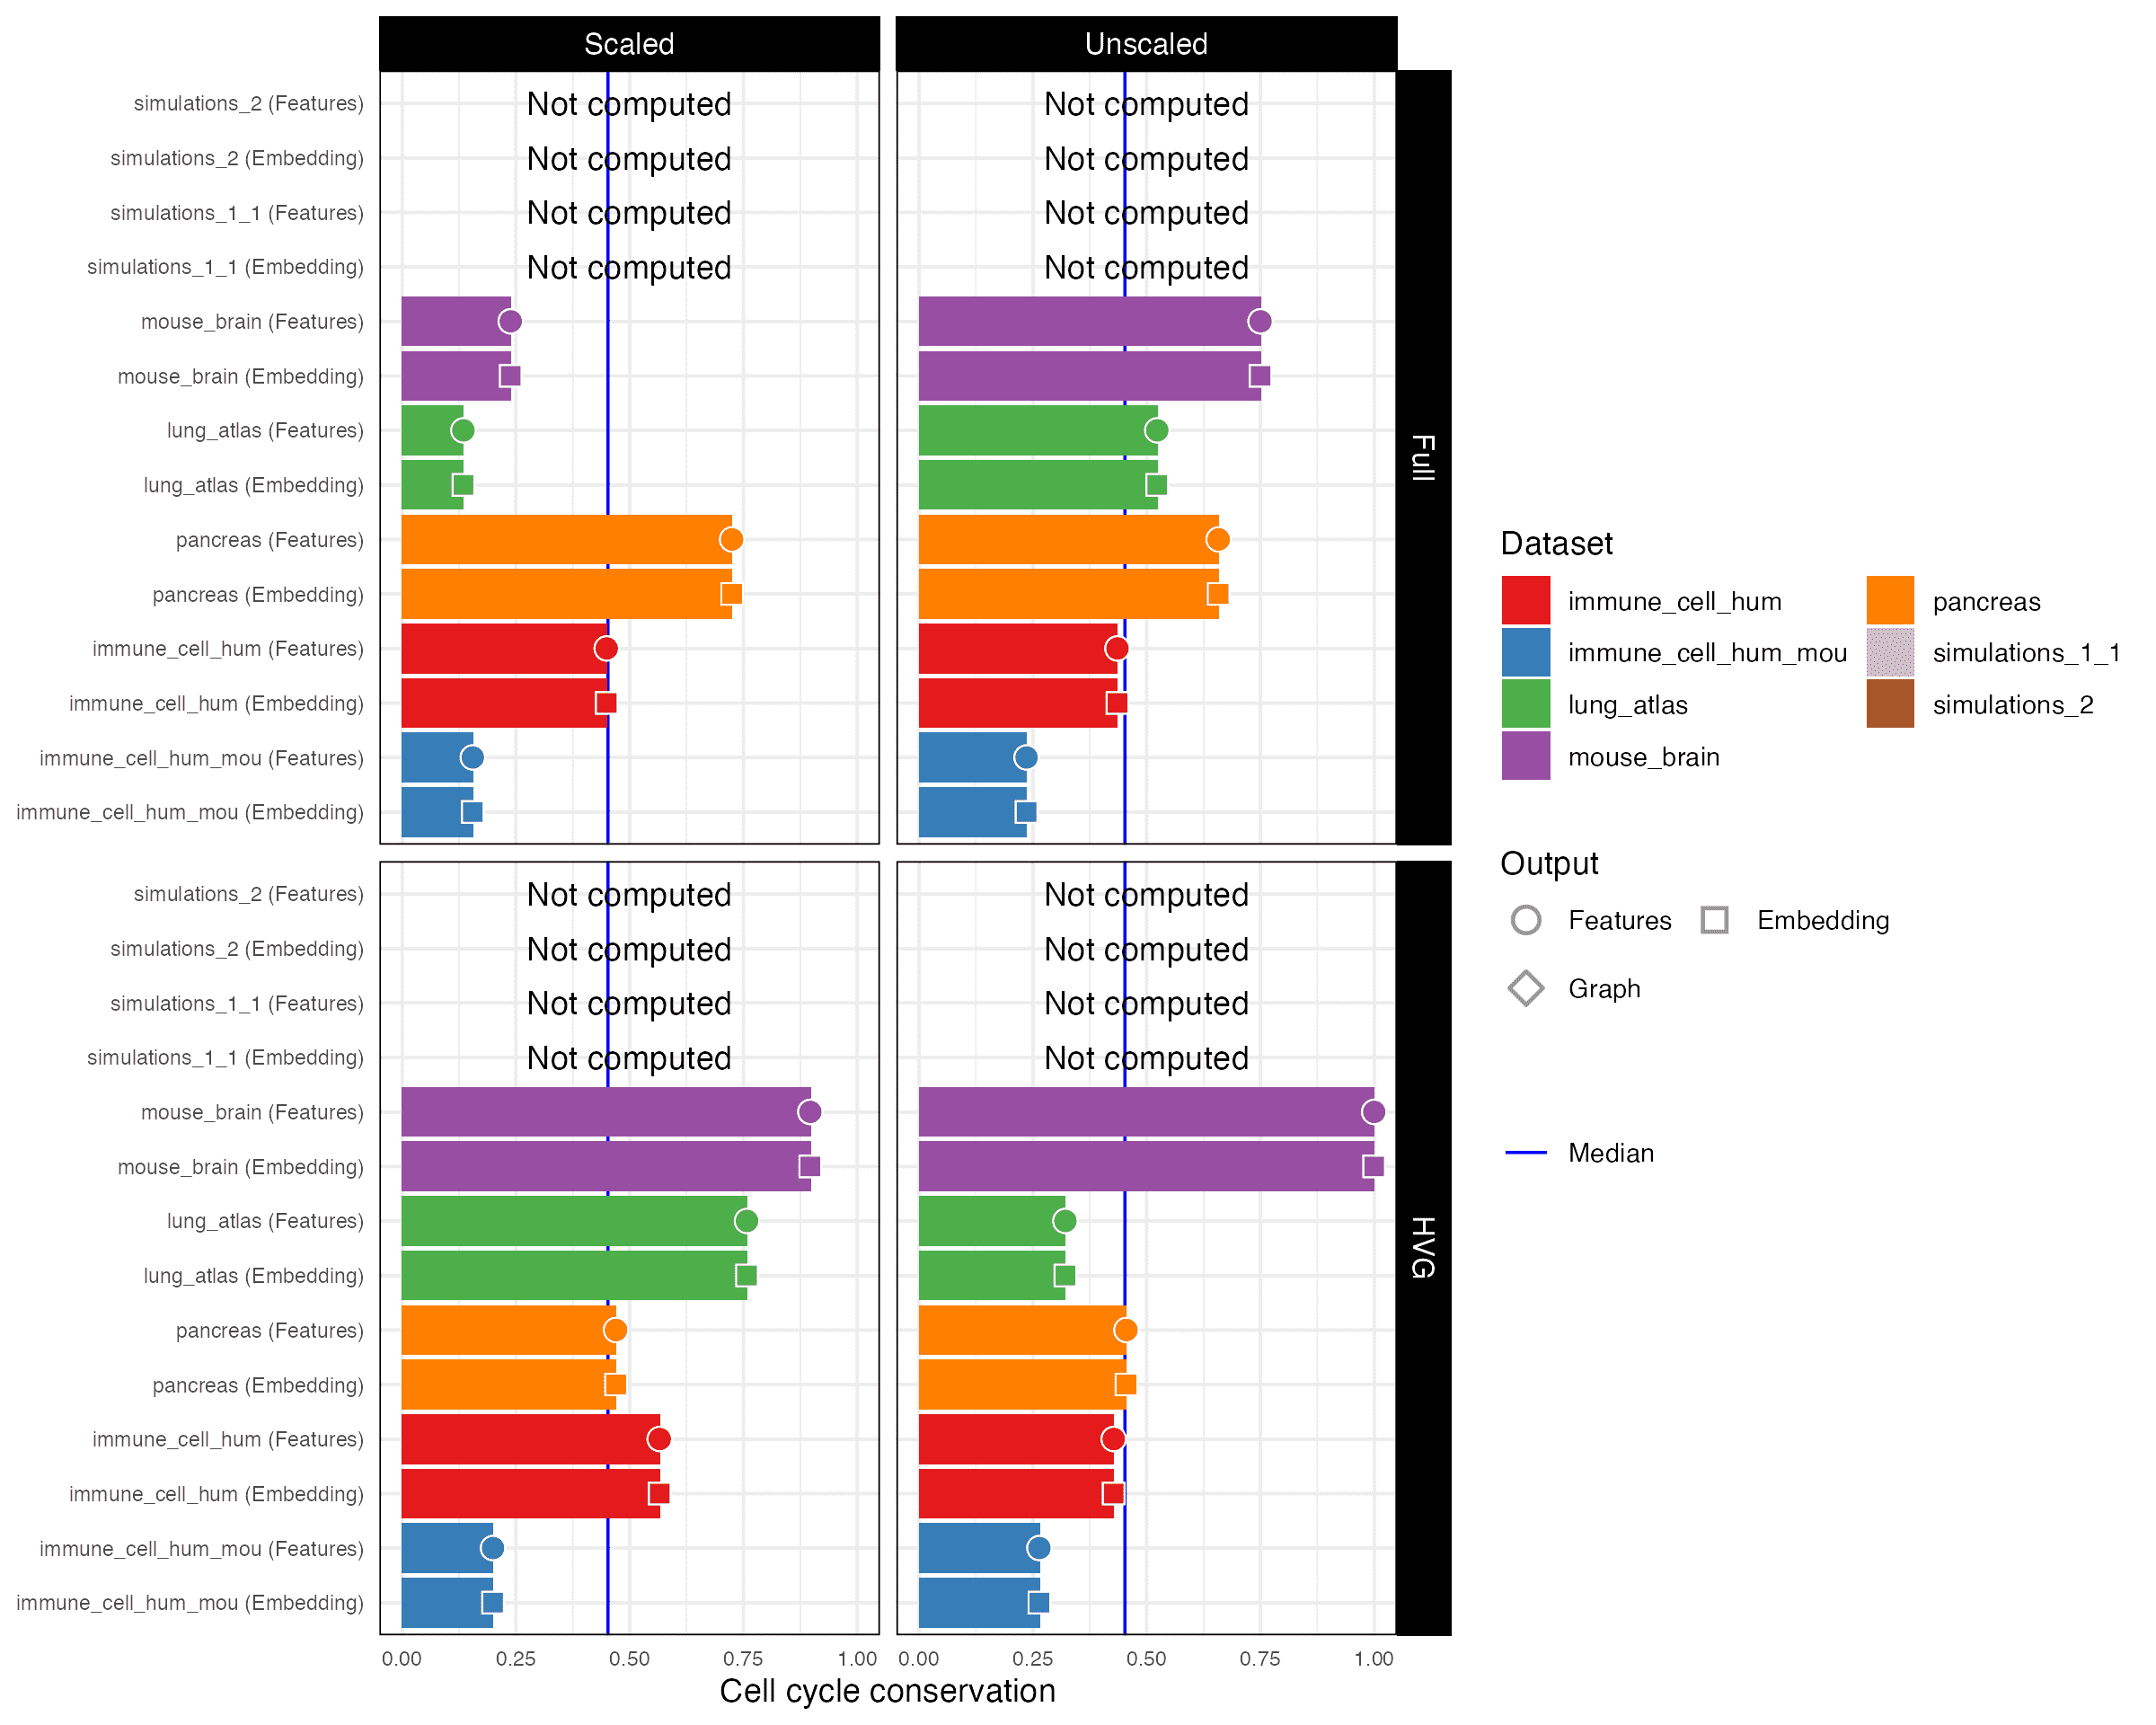 Scaled
Unscaled
simulations_2 (Features)
Not computed
Not computed
simulations_2 (Embedding)
Not computed
Not computed
simulations_1_1 (Features)
Not computed
Not computed
simulations_1_1 (Embedding)
Not computed
Not computed
mouse_brain (Features)
mouse_brain (Embedding)
lung_atlas (Features)
lung_atlas (Embedding)
pancreas (Features)
pancreas (Embedding)
immune_cell_hum (Features)
immune_cell_hum (Embedding)
immune_cell_hum_mou (Features)
immune_cell_hum_mou (Embedding)
Full
simulations_2 (Features)
Not computed
Not computed
simulations_2 (Embedding)
Not computed
Not computed
simulations_1_1 (Features)
Not computed
Not computed
simulations_1_1 (Embedding)
Not computed
Not computed
mouse_brain (Features)
mouse_brain (Embedding)
lung_atlas (Features)
lung_atlas (Embedding)
pancreas (Features)
pancreas (Embedding)
immune_cell_hum (Features)
immune_cell_hum (Embedding)
immune_cell_hum_mou (Features)
immune_cell_hum_mou (Embedding)
HVG
0.00 0.25 0.50 0.75 1.00
0.00 0.25 0.50 0.75 1.00
Cell cycle conservation
Dataset
immune_cell_hum
immune_cell_hum_mou
lung_atlas
mouse_brain
pancreas
simulations_1_1
simulations_2
Output
Features
Embedding
Graph
Median